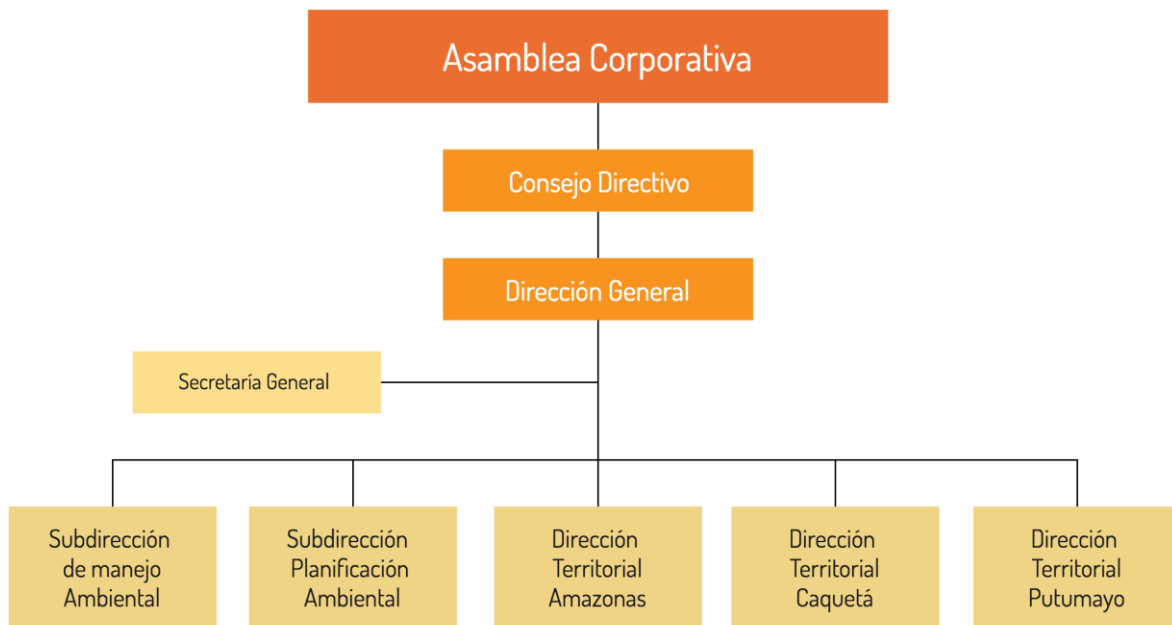 Asamblea Corporativa
Consejo Directivo
Dirección General
Secretaría General
Subdirección
de manejo
Ambiental
Subdirección
Planificación
Ambiental
Dirección
Territorial
Amazonas
Dirección
Territorial
Caquetá
Dirección
Territorial
Putumayo